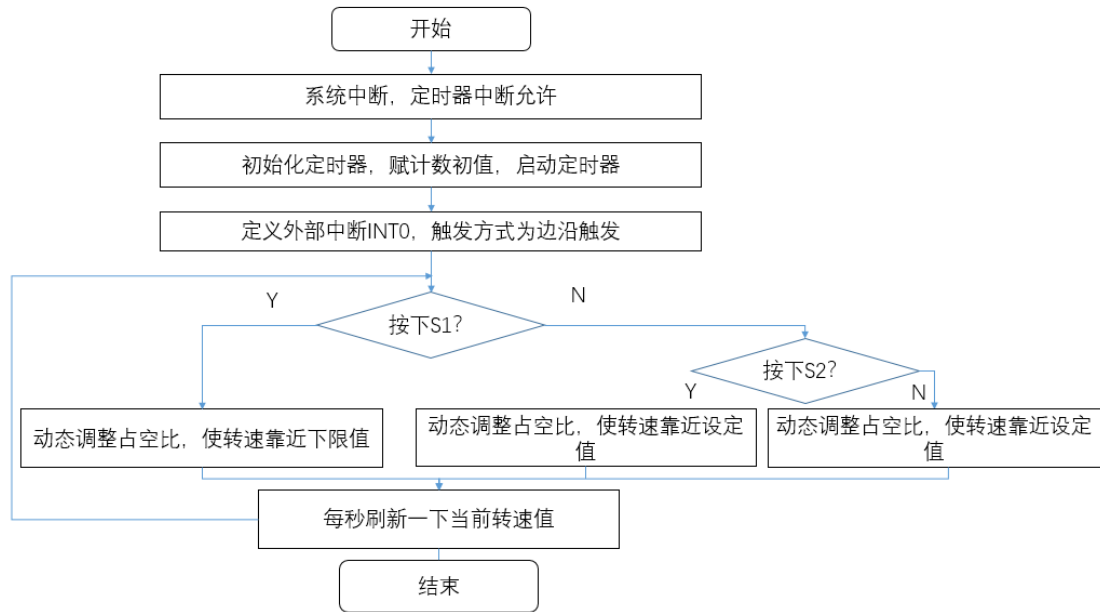 开始
系统中断，定时器中断允许
初始化定时器，赋计数初值，启动定时器
定义外部中断INT0，触发方式为边沿触发
Y
N
按下S1？
按下S2？
Y
N
动态调整占空比，使转速靠近下限值
动态调整占空比，使转速靠近设定
值
动态调整占空比，使转速靠近设定
值
每秒刷新一下当前转速值
结束